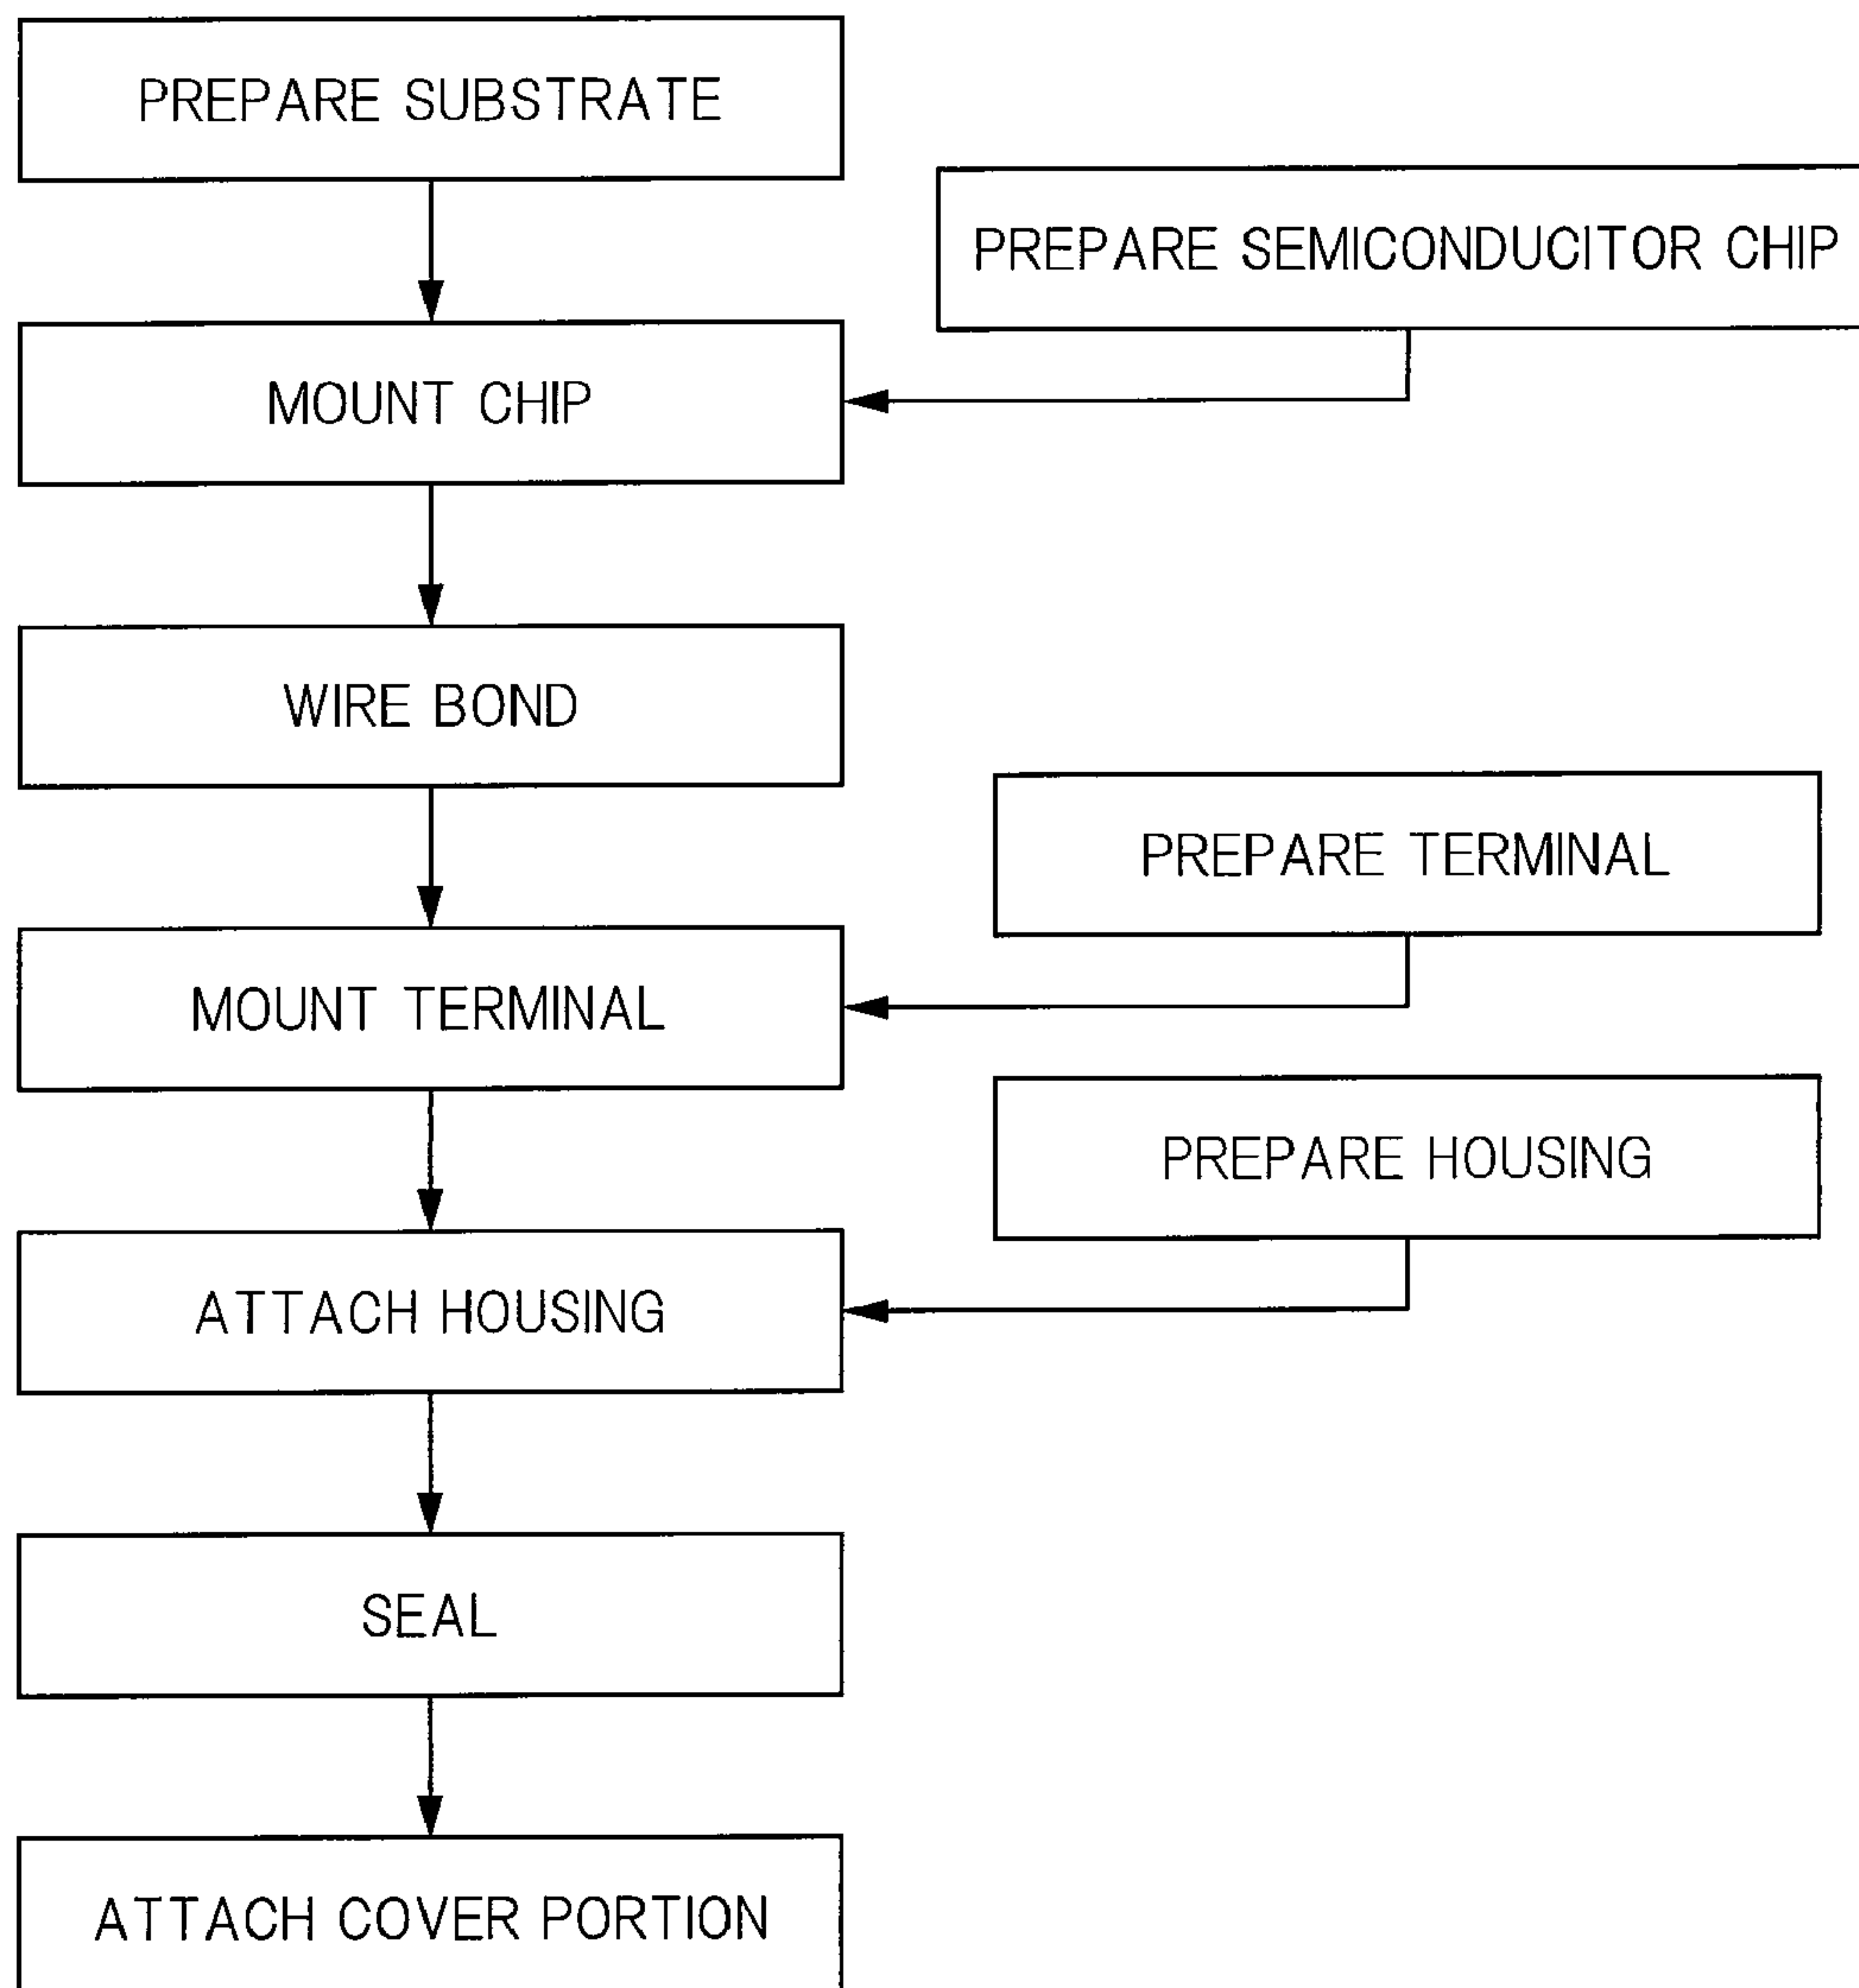 PREPARE SUBSTRATE
PREPARE SEMICONDUCITOR CHIP
MOUNT CHIP
WIRE BOND
PREPARE TERMINAL
MOUNT TERMINAL
PREPARE HOUSING
ATTACH HOUSING
SEAL
ATTACH COVER PORTION